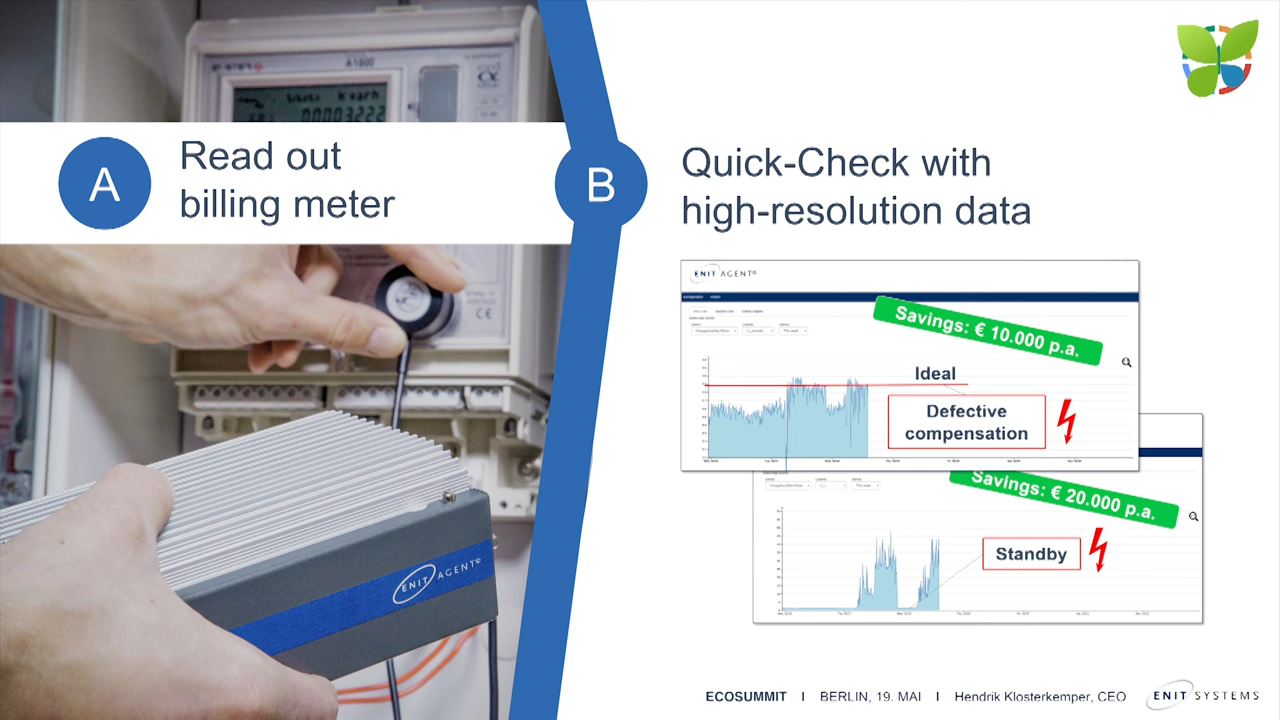 A1800
A
Read out
billing meter
B
Quick-Check with
high-resolution data
ENIT AGENT©
Savings: € 10.000 p.a.
Ideal
Defective
compensation
Savings: € 20.000 p.a.
Standby
ENIT AGENT©
ECOSUMMIT I BERLIN, 19. MAI I Hendrik Klosterkemper, CEO
ENIT SYSTEMS